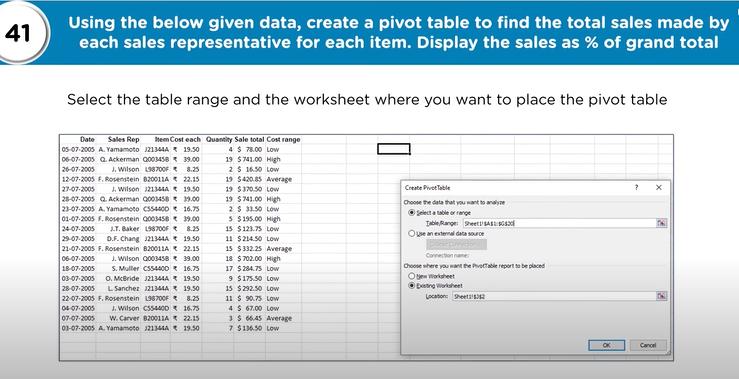 41
Using the below given data, create a pivot table to find the total sales made by
each sales representative for each item. Display the sales as % of grand total
Select the table range and the worksheet where you want to place the pivot table
Date Sales Rep Item Cost each Quantity Sale total Cost range
05-07-2005 A. Yamamoto J21344A ₹ 19.50 4 $ 78.00 Low
06-07-2005 Q. Ackerman Q00345B ₹ 39.00 19 $ 741.00 High
26-07-2005 J. Wilson L98700F ₹ 8.25 2 $ 16.50 Low
12-07-2005 F. Rosenstein B20011A ₹ 22.15 19 $ 420.85 Average
27-07-2005 J. Wilson J21344A ₹ 19.50 19 $ 370.50 Low
28-07-2005 Q. Ackerman Q00345B ₹ 39.00 19 $ 741.00 High
23-07-2005 A. Yamamoto C55440D ₹ 16.75 2 $ 33.50 Low
01-07-2005 F. Rosenstein Q00345B ₹ 39.00 5 $ 195.00 High
24-07-2005 J.T. Baker L98700F ₹ 8.25 15 $ 123.75 Low
29-07-2005 D.F. Chang J21344A ₹ 19.50 11 $ 214.50 Low
21-07-2005 F. Rosenstein B20011A ₹ 22.15 15 $ 332.25 Average
06-07-2005 J. Wilson Q00345B ₹ 39.00 18 $ 702.00 High
18-07-2005 S. Muller C55440D ₹ 16.75 17 $ 284.75 Low
03-07-2005 O. McBride J21344A ₹ 19.50 9 $ 175.50 Low
28-07-2005 L. Sanchez J21344A ₹ 19.50 15 $ 292.50 Low
22-07-2005 F. Rosenstein L98700F ₹ 8.25 11 $ 90.75 Low
04-07-2005 J. Wilson C55440D ₹ 16.75 4 $ 67.00 Low
07-07-2005 W. Carver B20011A ₹ 22.15 3 $ 66.45 Average
03-07-2005 A. Yamamoto J21344A ₹ 19.50 7 $ 136.50 Low
Create PivotTable ? ×
Choose the data that you want to analyze
Select a table or range
Table/Range: Sheet1!$A$1:$G$20
Use an external data source
Choose Connection...
Connection name:
Choose where you want the PivotTable report to be placed
New Worksheet
Existing Worksheet
Location: Sheet1!$J$2
OK Cancel